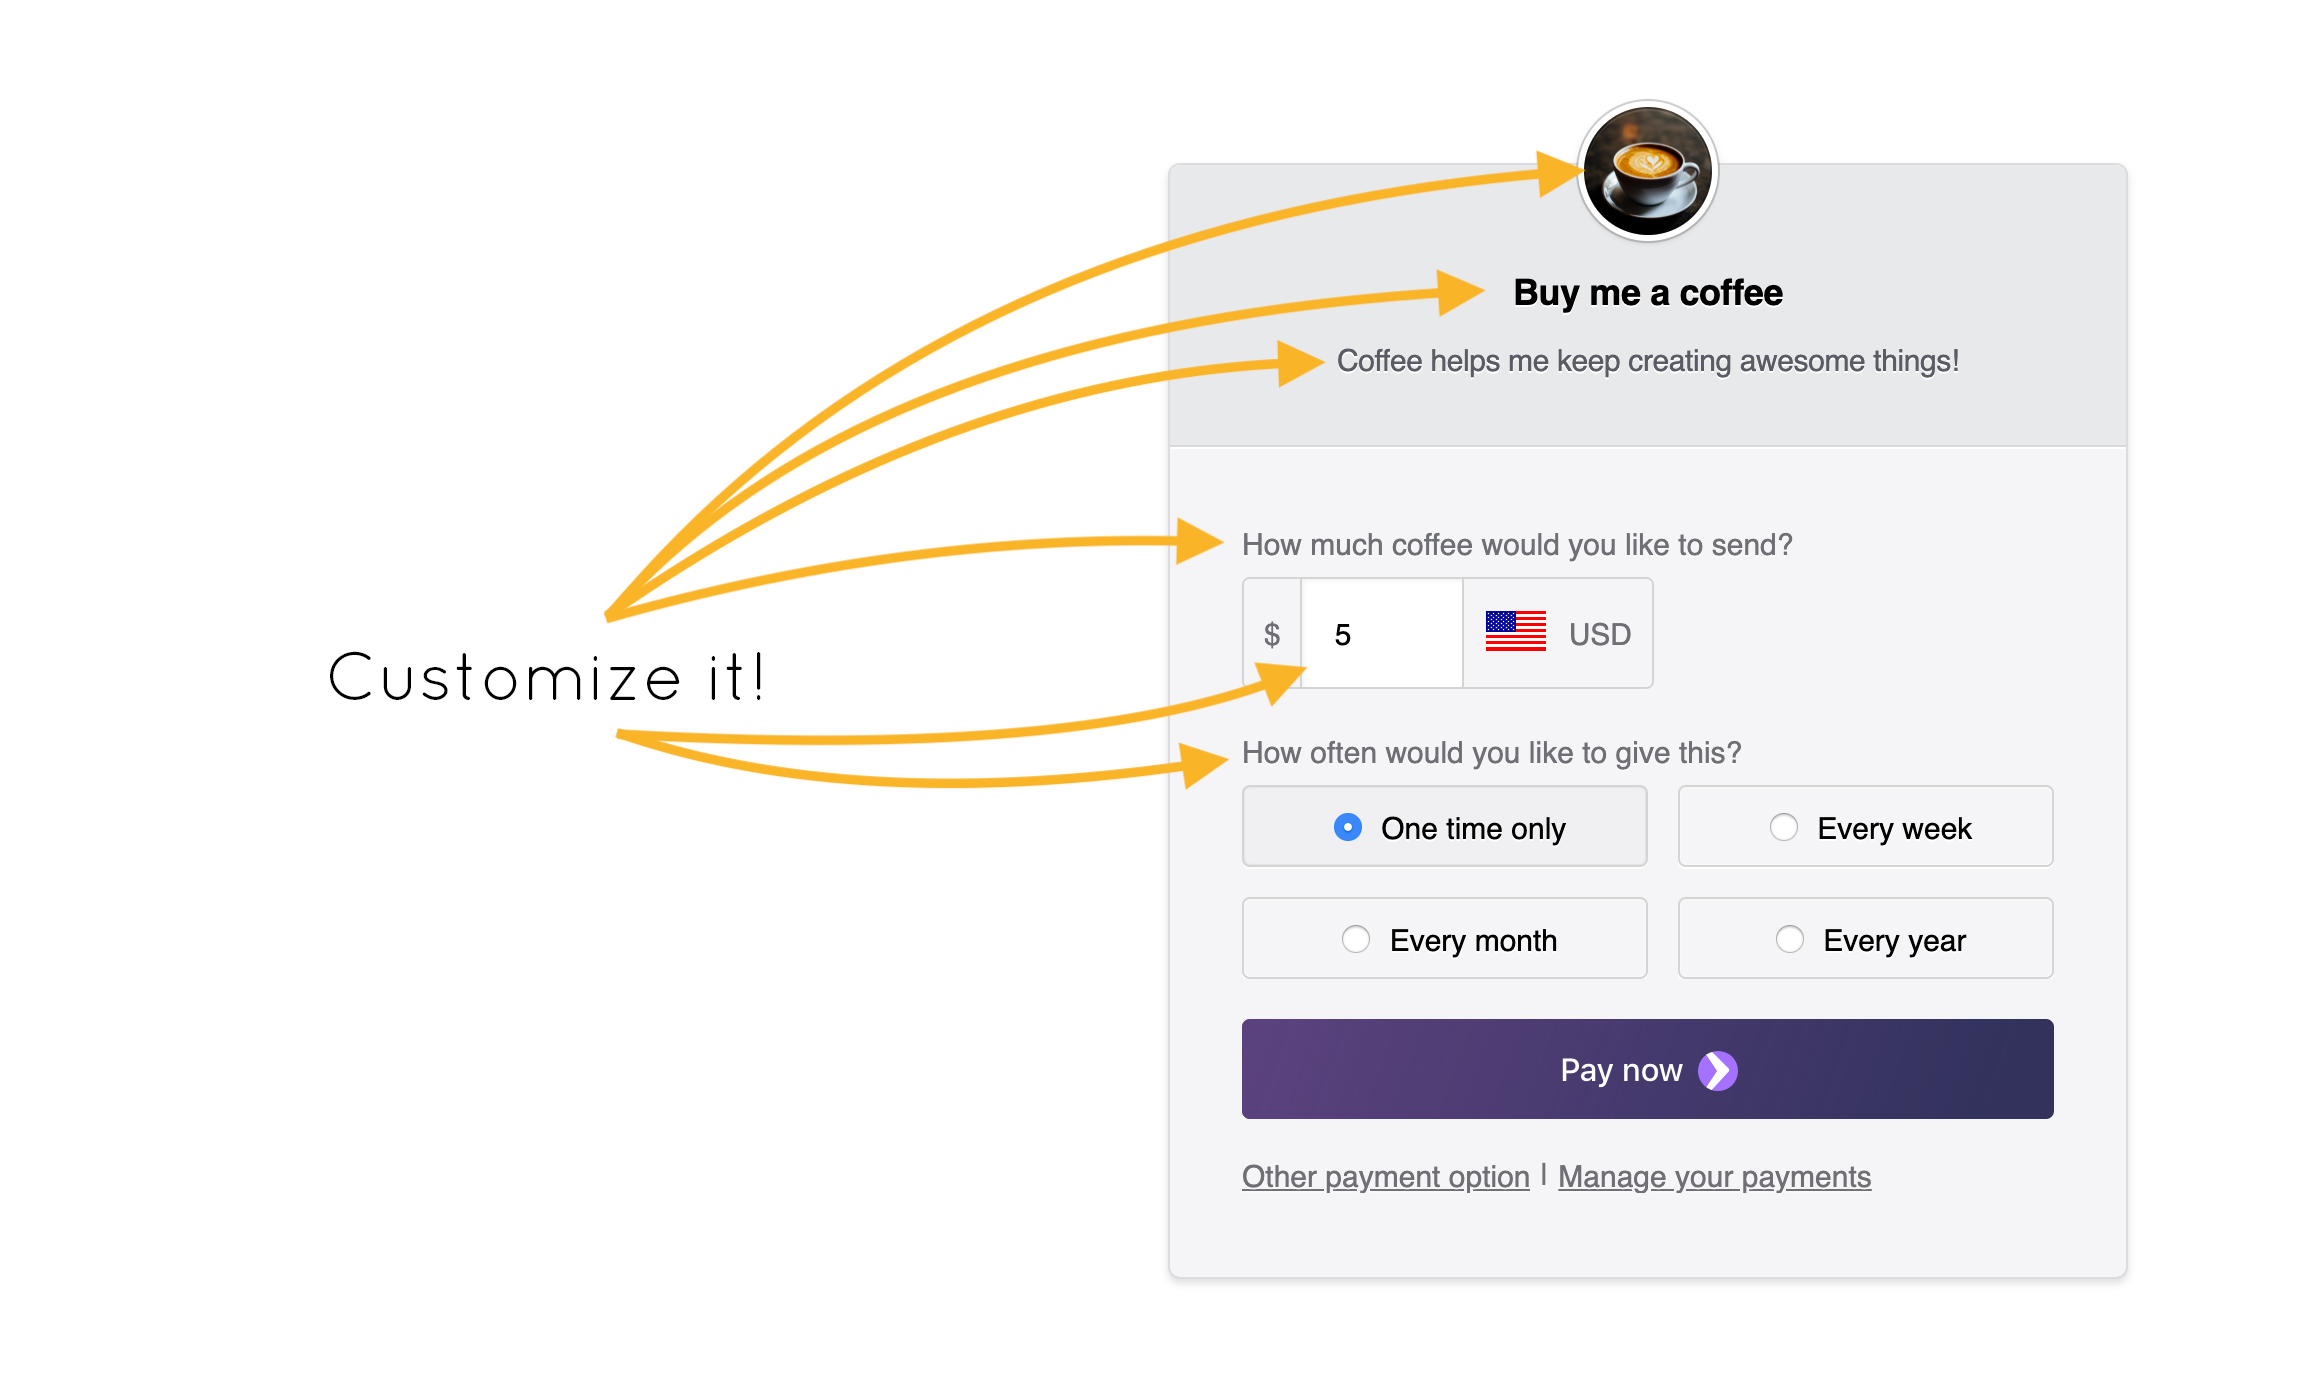 Customize it!
Buy me a coffee
Coffee helps me keep creating awesome things!
How much coffee would you like to send?
$ 5 USD
How often would you like to give this?
One time only
Every week
Every month
Every year
Pay now
Other payment option | Manage your payments